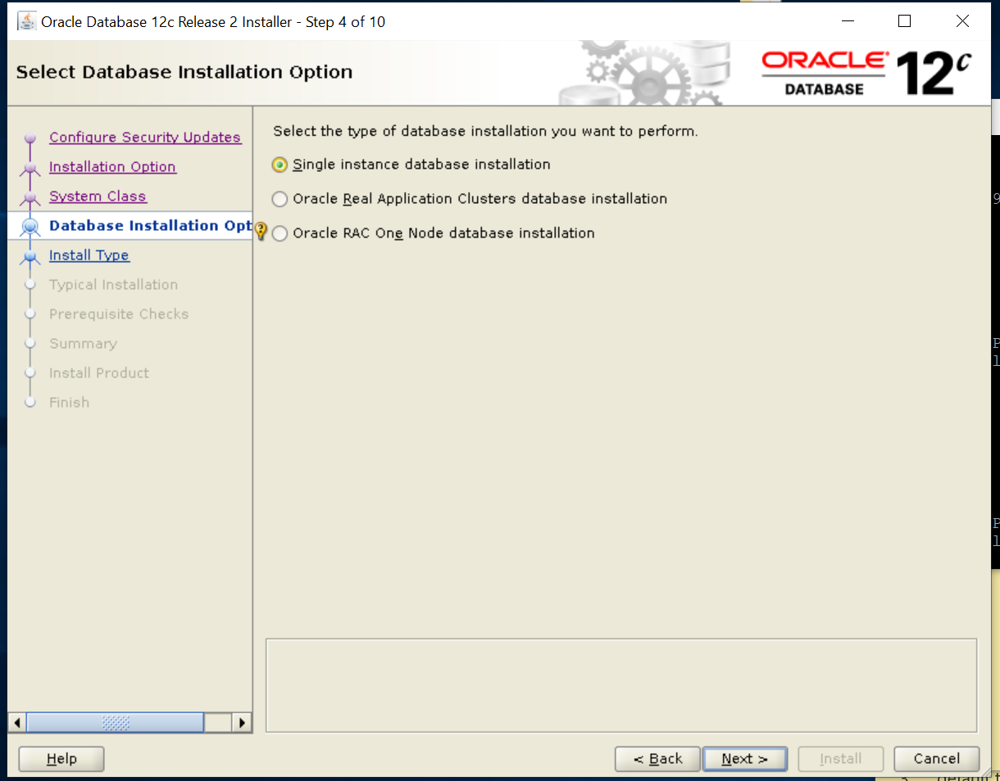 Oracle Database 12c Release 2 Installer - Step 4 of 10
Select Database Installation Option
ORACLE®
DATABASE
12c
Configure Security Updates
Installation Option
System Class
Database Installation Opt
Install Type
Typical Installation
Prerequisite Checks
Summary
Install Product
Finish
Select the type of database installation you want to perform.
Single instance database installation
Oracle Real Application Clusters database installation
Oracle RAC One Node database installation
Help
< Back
Next >
Install
Cancel